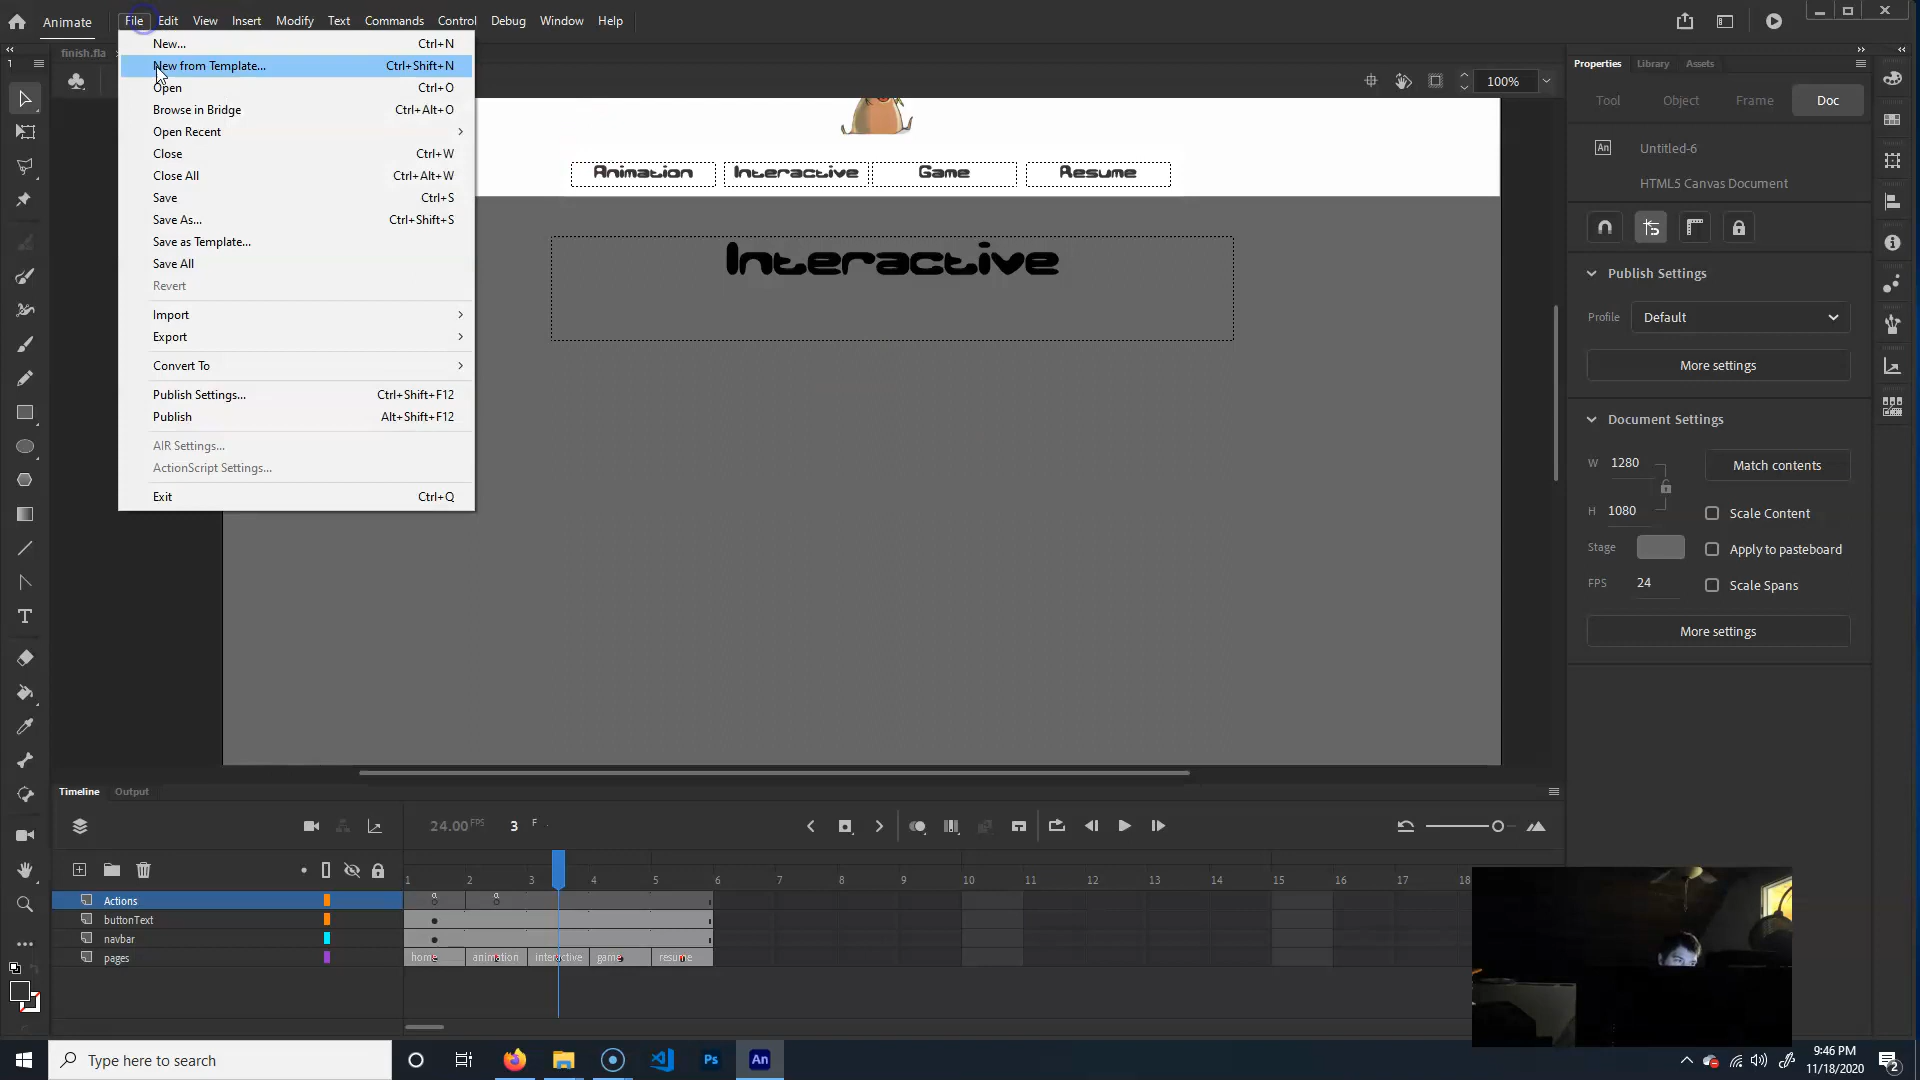 Animate File Edit View Insert Modify Text Commands Control Debug Window Help
finish.fla
New... Ctrl+N
New from Template... Ctrl+Shift+N
Open Ctrl+O
Browse in Bridge Ctrl+Alt+O
Open Recent
Close Ctrl+W
Close All Ctrl+Alt+W
Save Ctrl+S
Save As... Ctrl+Shift+S
Save as Template...
Save All
Revert
Import
Export
Convert To
Publish Settings... Ctrl+Shift+F12
Publish Alt+Shift+F12
AIR Settings...
ActionScript Settings...
Exit Ctrl+Q
100%
Animation Interactive Game Resume
Interactive
Properties Library Assets
Tool Object Frame Doc
An Untitled-6
HTML5 Canvas Document
Publish Settings
Profile Default
More settings
Document Settings
W 1280 Match contents
H 1080 Scale Content
Stage Apply to pasteboard
FPS 24 Scale Spans
More settings
Timeline Output
24.00 FPS 3 F
1 2 3 4 5 6 7 8 9 10 11 12 13 14 15 16 17 18
Actions
buttonText
navbar
pages home animation interactive game resume
Type here to search Ps An
9:46 PM
11/18/2020
2